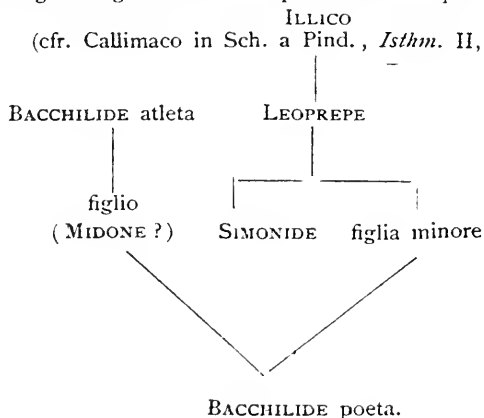 ILLICO
(cfr. Callimaco in Sch. a Pind., Isthm. II,
BACCHILIDE atleta LEOPREPE
figlio
(MIDONE?) SIMONIDE figlia minore
BACCHILIDE poeta.